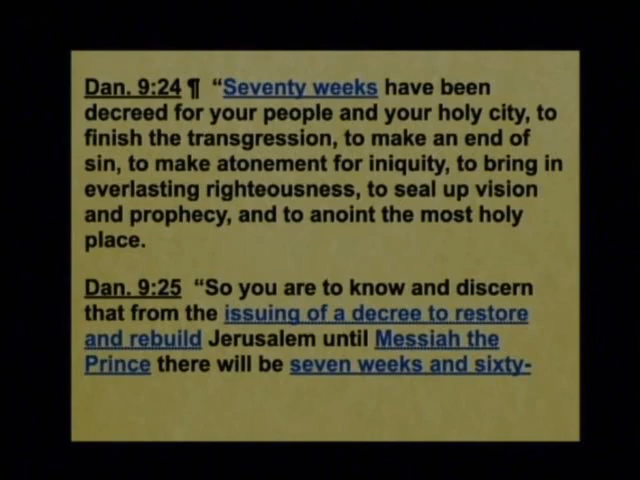 Dan. 9:24 ¶ “Seventy weeks have been
decreed for your people and your holy city, to
finish the transgression, to make an end of
sin, to make atonement for iniquity, to bring in
everlasting righteousness, to seal up vision
and prophecy, and to anoint the most holy
place.
Dan. 9:25 “So you are to know and discern
that from the issuing of a decree to restore
and rebuild Jerusalem until Messiah the
Prince there will be seven weeks and sixty-